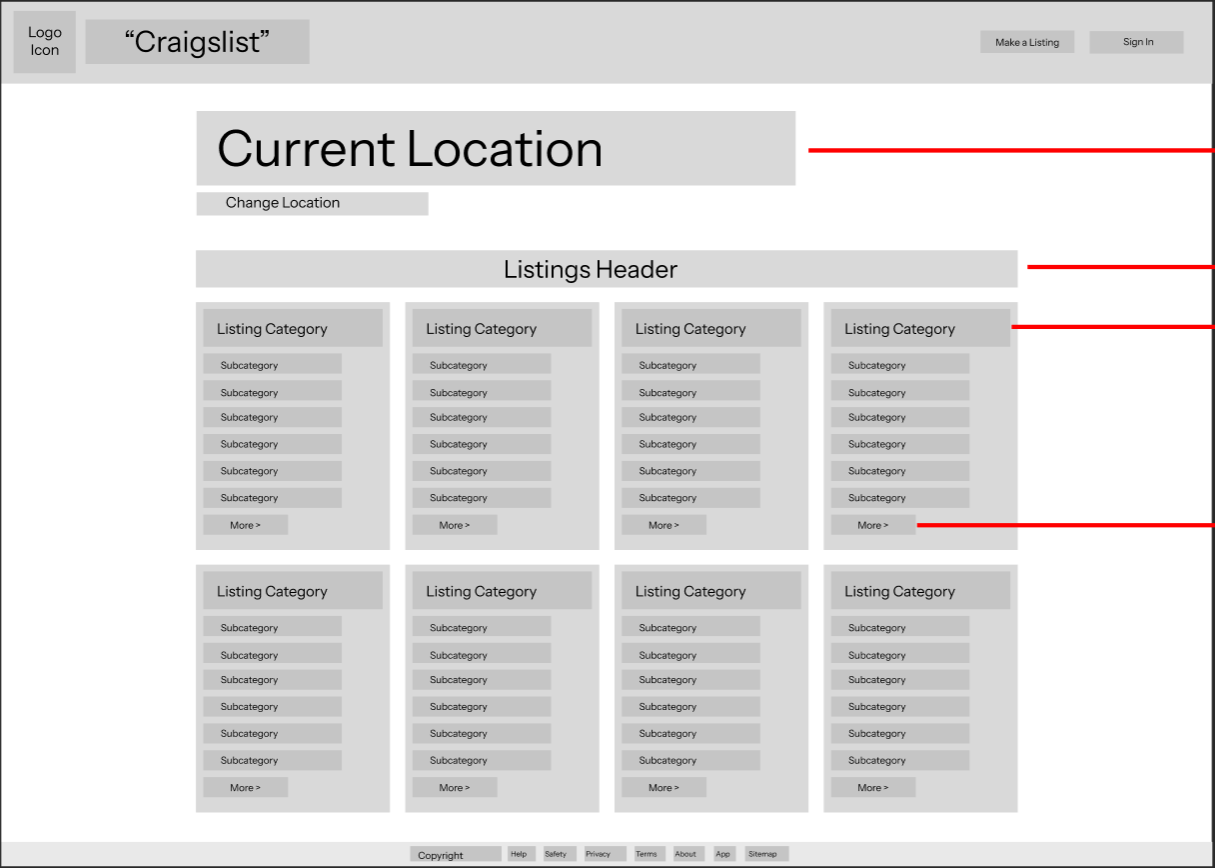 Logo
Icon
“Craigslist”
Make a Listing
Sign In
Current Location
Change Location
Listings Header
Listing Category
Subcategory
Subcategory
Subcategory
Subcategory
Subcategory
Subcategory
More >
Listing Category
Subcategory
Subcategory
Subcategory
Subcategory
Subcategory
Subcategory
More >
Listing Category
Subcategory
Subcategory
Subcategory
Subcategory
Subcategory
Subcategory
More >
Listing Category
Subcategory
Subcategory
Subcategory
Subcategory
Subcategory
Subcategory
More >
Listing Category
Subcategory
Subcategory
Subcategory
Subcategory
Subcategory
Subcategory
More >
Listing Category
Subcategory
Subcategory
Subcategory
Subcategory
Subcategory
Subcategory
More >
Listing Category
Subcategory
Subcategory
Subcategory
Subcategory
Subcategory
Subcategory
More >
Listing Category
Subcategory
Subcategory
Subcategory
Subcategory
Subcategory
Subcategory
More >
Copyright
Help
Safety
Privacy
Terms
About
App
Sitemap